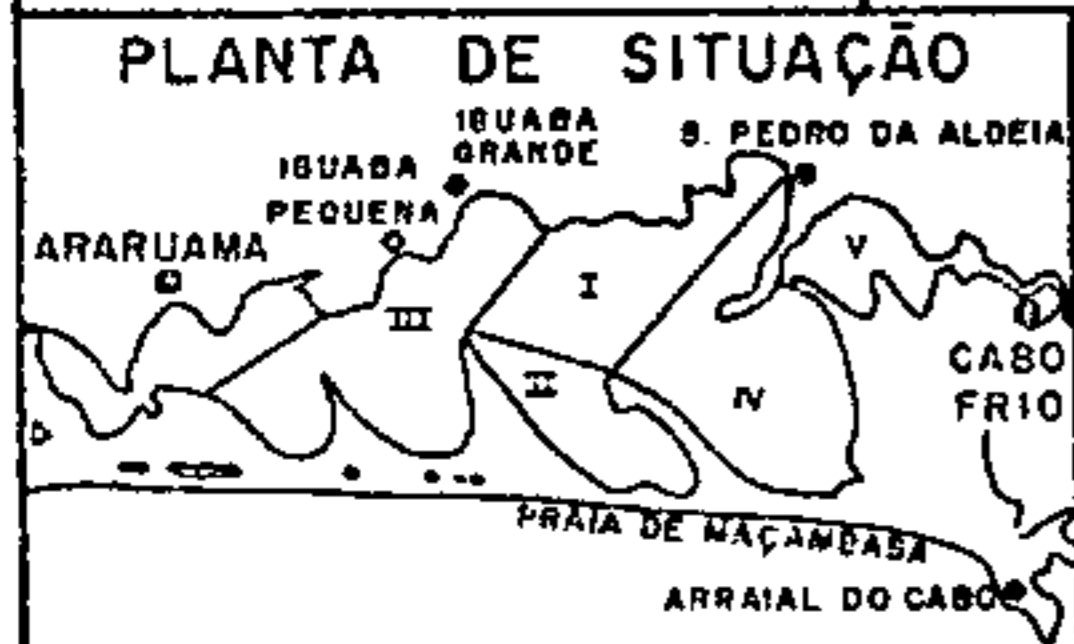 PLANTA DE SITUAÇÃO
IGUABA
GRANDE
S. PEDRO DA ALDEIA
IGUABA
PEQUENA
ARARUAMA
V
I
III
II
IV
CABO
FRIO
PRAIA DE MAÇAMBABA
ARRAIAL DO CABO